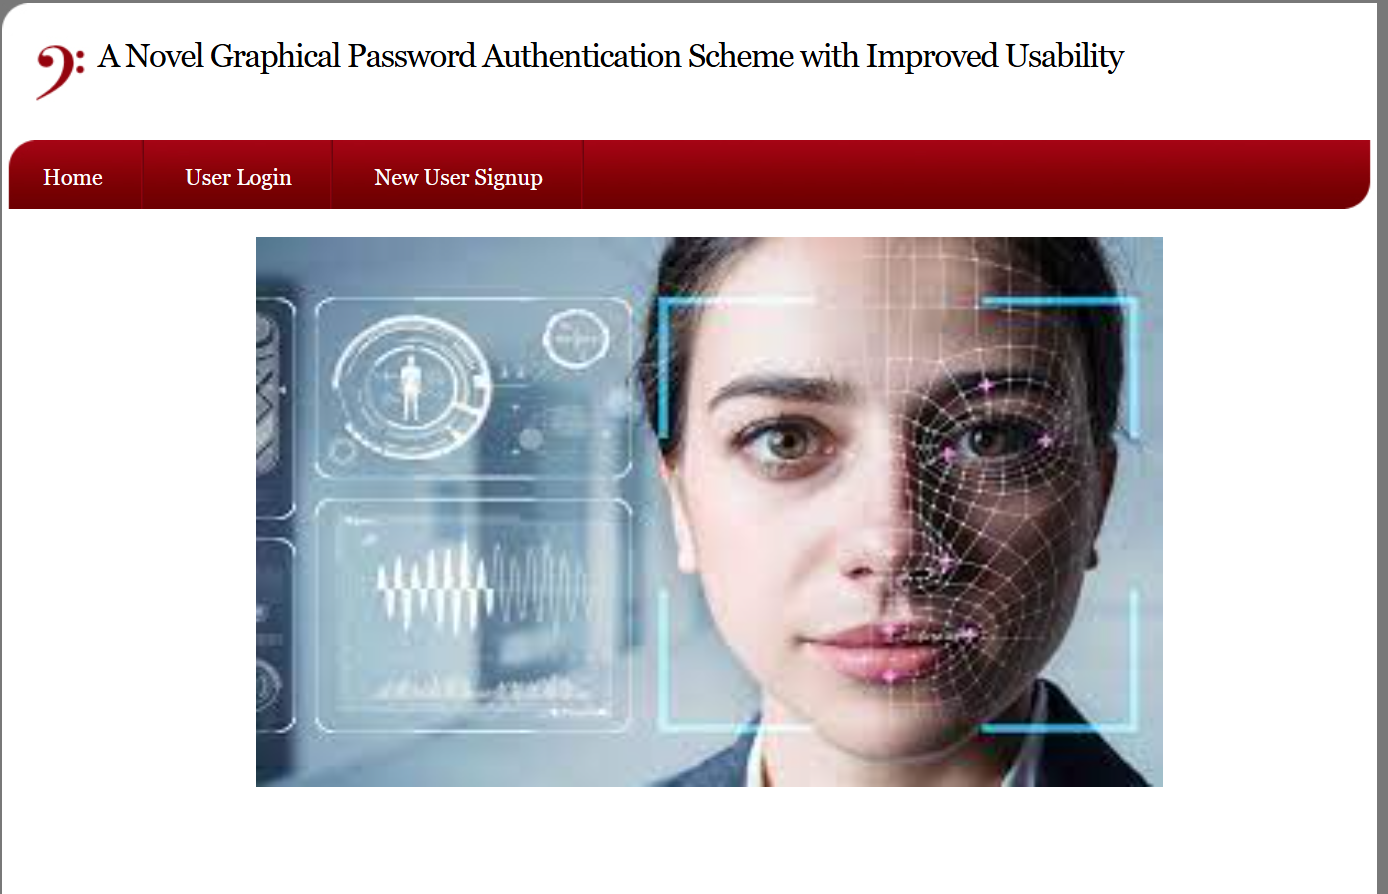 A Novel Graphical Password Authentication Scheme with Improved Usability
Home
User Login
New User Signup